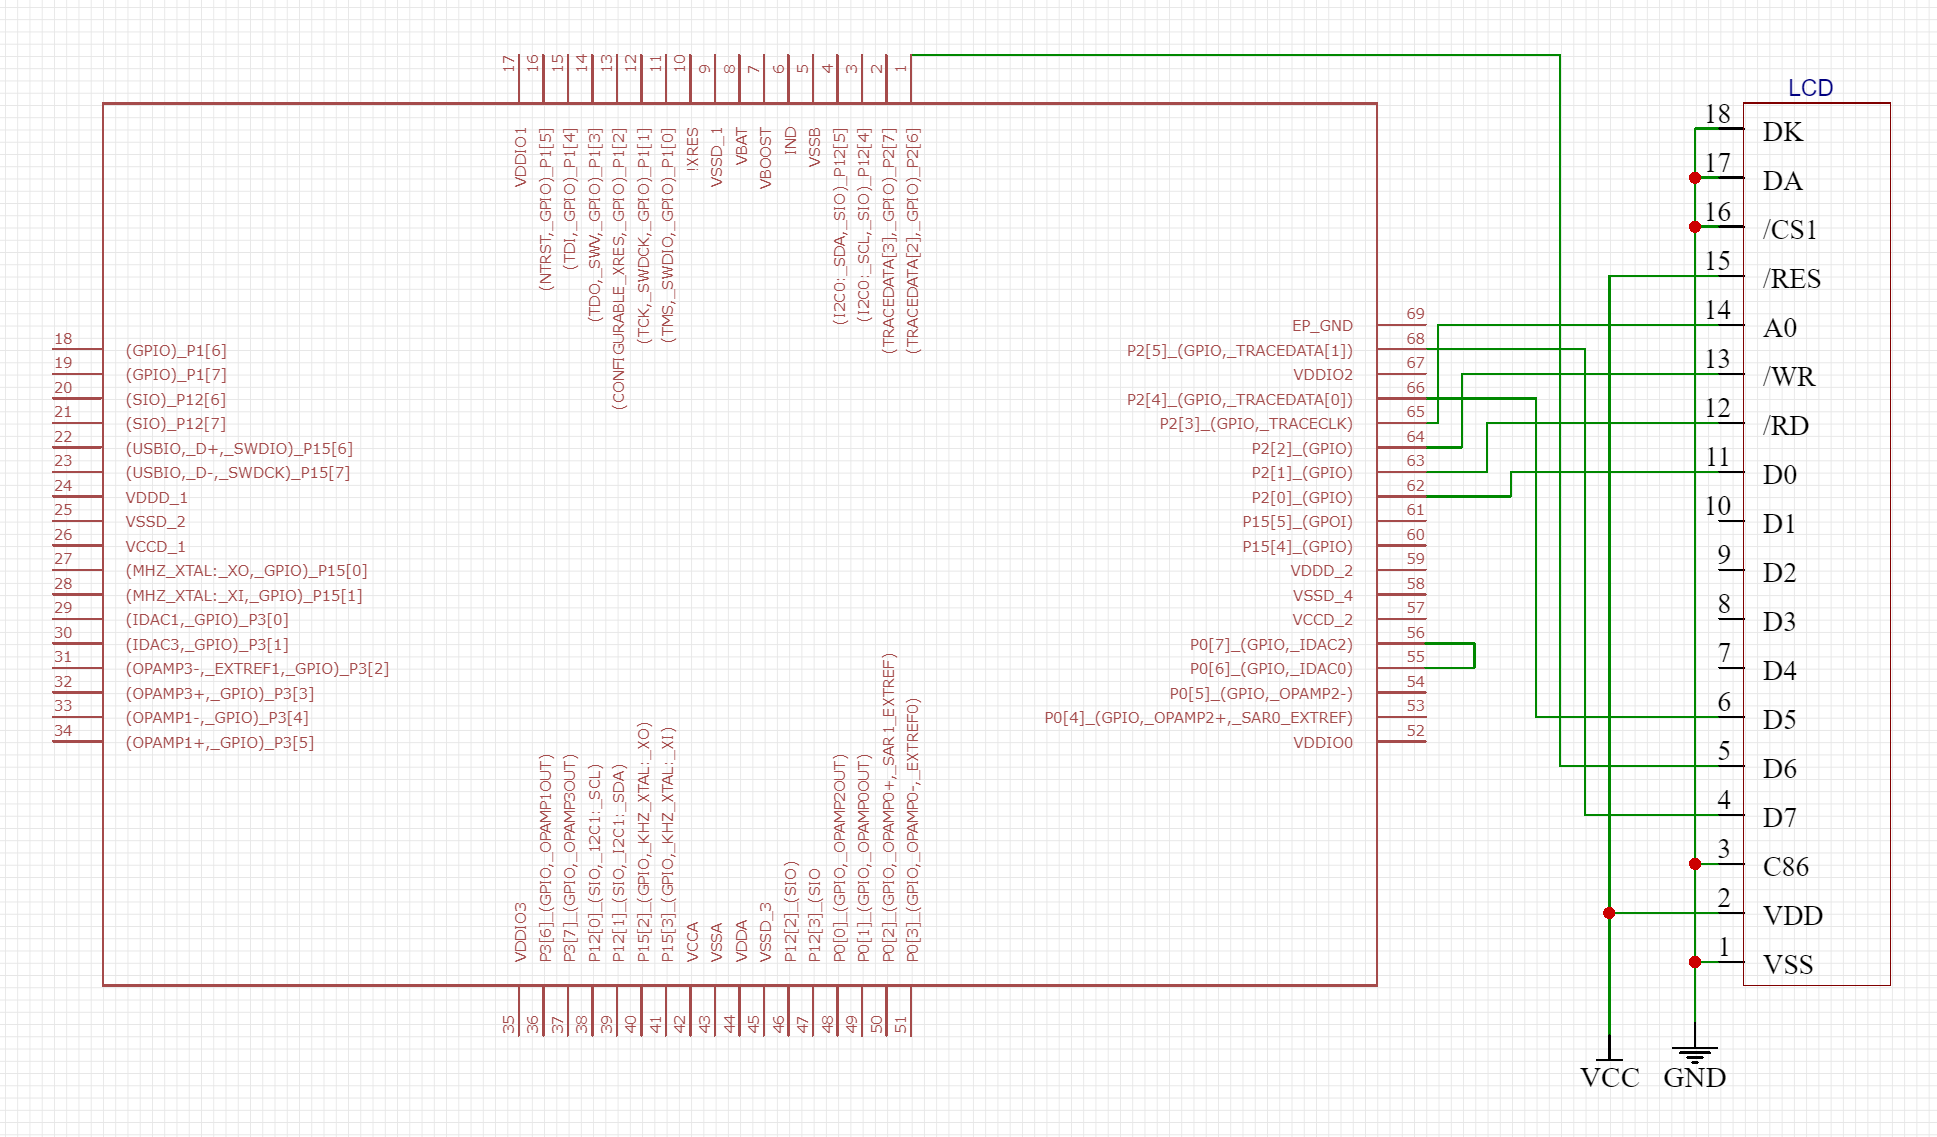 17
16
15
14
13
12
11
10
9
8
7
6
5
4
3
2
1
VDDIO1
(NTRST,_GPIO)_P1[5]
(TDI,_GPIO)_P1[4]
(TDO,_SWV,_GPIO)_P1[3]
(CONFIGURABLE_XRES,_GPIO)_P1[2]
(TCK,_SWDCK,_GPIO)_P1[1]
(TMS,_SWDIO,_GPIO)_P1[0]
!XRES
VSSD_1
VBAT
VBOOST
IND
VSSB
(I2C0:_SDA,_SIO)_P12[5]
(I2C0:_SCL,_SIO)_P12[4]
(TRACEDATA[3],_GPIO)_P2[7]
(TRACEDATA[2],_GPIO)_P2[6]
18 (GPIO)_P1[6]
19 (GPIO)_P1[7]
20 (SIO)_P12[6]
21 (SIO)_P12[7]
22 (USBIO,_D+,_SWDIO)_P15[6]
23 (USBIO,_D-,_SWDCK)_P15[7]
24 VDDD_1
25 VSSD_2
26 VCCD_1
27 (MHZ_XTAL:_XO,_GPIO)_P15[0]
28 (MHZ_XTAL:_XI,_GPIO)_P15[1]
29 (IDAC1,_GPIO)_P3[0]
30 (IDAC3,_GPIO)_P3[1]
31 (OPAMP3-,_EXTREF1,_GPIO)_P3[2]
32 (OPAMP3+,_GPIO)_P3[3]
33 (OPAMP1-,_GPIO)_P3[4]
34 (OPAMP1+,_GPIO)_P3[5]
EP_GND 69
P2[5]_(GPIO,_TRACEDATA[1]) 68
VDDIO2 67
P2[4]_(GPIO,_TRACEDATA[0]) 66
P2[3]_(GPIO,_TRACECLK) 65
P2[2]_(GPIO) 64
P2[1]_(GPIO) 63
P2[0]_(GPIO) 62
P15[5]_(GPOI) 61
P15[4]_(GPIO) 60
VDDD_2 59
VSSD_4 58
VCCD_2 57
P0[7]_(GPIO,_IDAC2) 56
P0[6]_(GPIO,_IDAC0) 55
P0[5]_(GPIO,_OPAMP2-) 54
P0[4]_(GPIO,_OPAMP2+,_SAR0_EXTREF) 53
VDDIO0 52
VDDIO3
P3[6]_(GPIO,_OPAMP1OUT)
P3[7]_(GPIO,_OPAMP3OUT)
P12[0]_(SIO,_12C1:_SCL)
P12[1]_(SIO,_I2C1:_SDA)
P15[2]_(GPIO,_KHZ_XTAL:_XO)
P15[3]_(GPIO,_KHZ_XTAL:_XI)
VCCA
VSSA
VDDA
VSSD_3
P12[2]_(SIO)
P12[3]_(SIO
P0[0]_(GPIO,_OPAMP2OUT)
P0[1]_(GPIO,_OPAMP0OUT)
P0[2]_(GPIO,_OPAMP0+,_SAR1_EXTREF)
P0[3]_(GPIO,_OPAMP0-,_EXTREF0)
35
36
37
38
39
40
41
42
43
44
45
46
47
48
49
50
51
LCD
18 DK
17 DA
16 /CS1
15 /RES
14 A0
13 /WR
12 /RD
11 D0
10 D1
9 D2
8 D3
7 D4
6 D5
5 D6
4 D7
3 C86
2 VDD
1 VSS
VCC GND